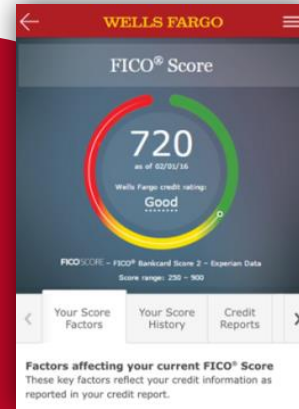 WELLS FARGO
FICO® Score
720
as of 02/01/16
Wells Fargo credit rating:
Good
FICO SCORE – FICO® Bankcard Score 2 – Experian Data
Score range: 250 – 900
Your Score
Factors
Your Score
History
Credit
Reports
Factors affecting your current FICO® Score
These key factors reflect your credit information as
reported in your credit report.